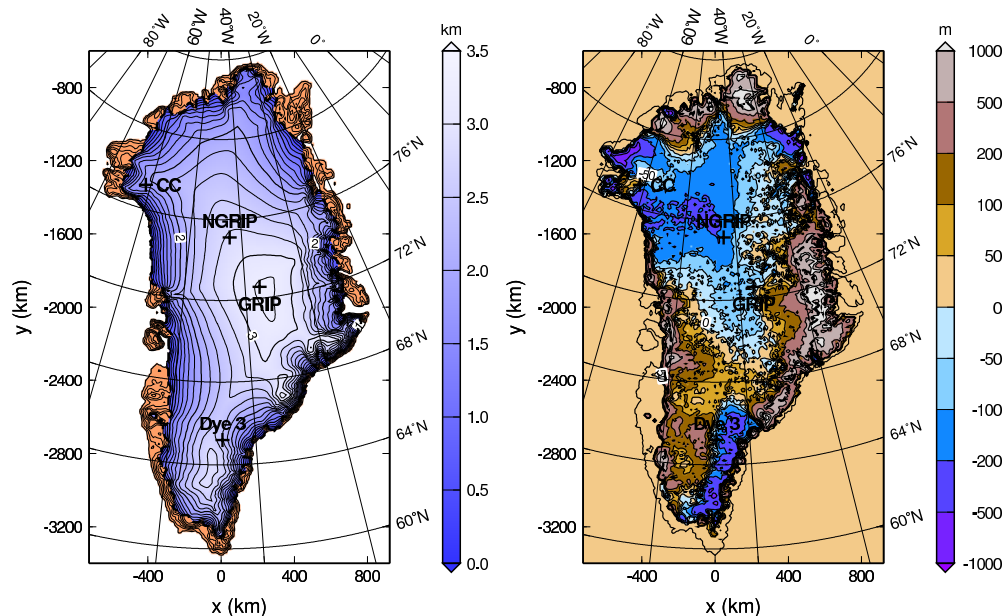 80°W 60°W 40°W 20°W 0°
km
3.5
3.0
2.5
2.0
1.5
1.0
0.5
0.0
-800
-1200
-1600
-2000
-2400
-2800
-3200
y (km)
76°N
72°N
68°N
64°N
60°N
CC
NGRIP
GRIP
Dye 3
2
2
3
-400 0 400 800
x (km)
80°W 60°W 40°W 20°W 0°
m
1000
500
200
100
50
0
-50
-100
-200
-500
-1000
-800
-1200
-1600
-2000
-2400
-2800
-3200
y (km)
76°N
72°N
68°N
64°N
60°N
CC
NGRIP
GRIP
Dye 3
-400 0 400 800
x (km)